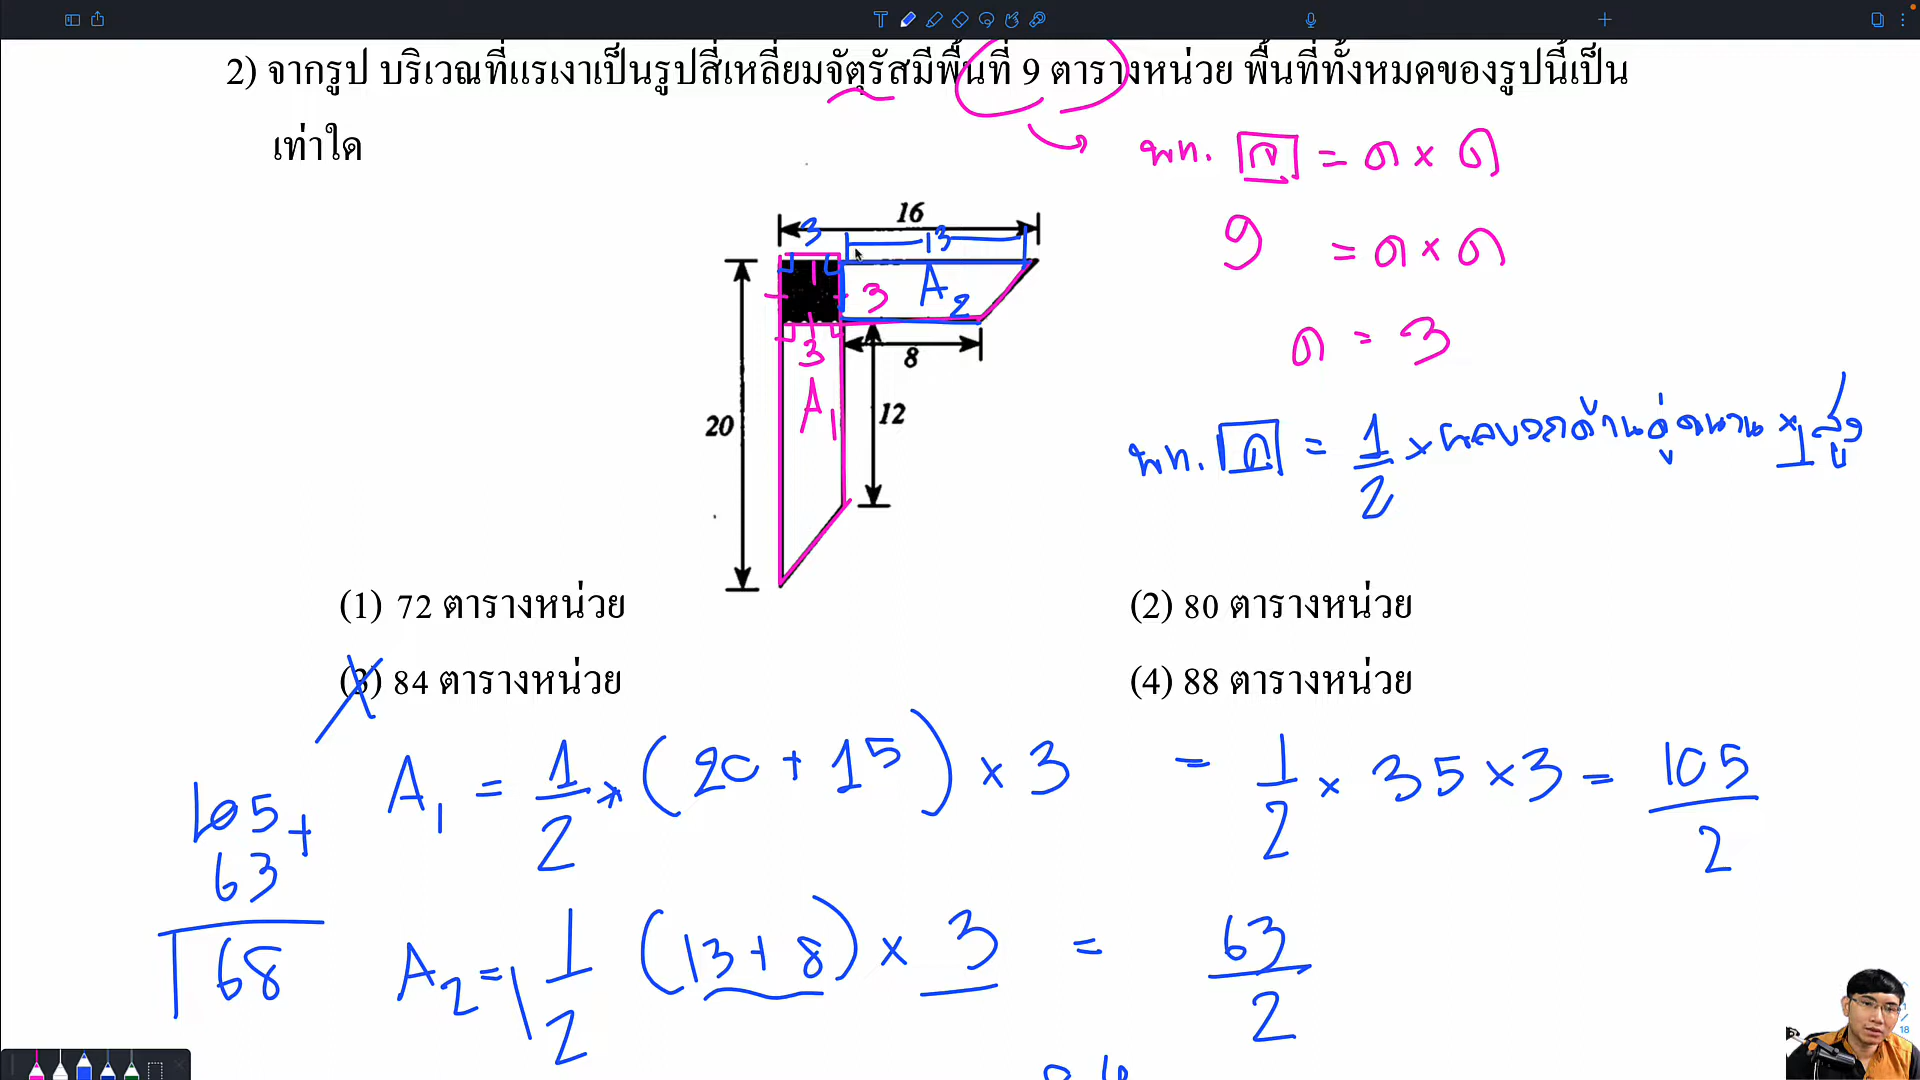 2) จากรูป บริเวณที่แรเงาเป็นรูปสี่เหลี่ยมจัตุรัสมีพื้นที่ 9 ตารางหน่วย พื้นที่ทั้งหมดของรูปนี้เป็น
เท่าใด
พท. จ = ด × ด
9 = ด × ด
ด = 3
16
3
13
A2
3
3
8
A1
20
12
พท. ค = 1/2 × ผลบวกด้านคู่ขนาน × สูง
(1) 72 ตารางหน่วย
(2) 80 ตารางหน่วย
(3) 84 ตารางหน่วย
(4) 88 ตารางหน่วย
A1 = 1/2 × (20 + 15) × 3 = 1/2 × 35 × 3 = 105/2
105 +
63
168
A2 = 1/2 (13 + 8) × 3 = 63/2